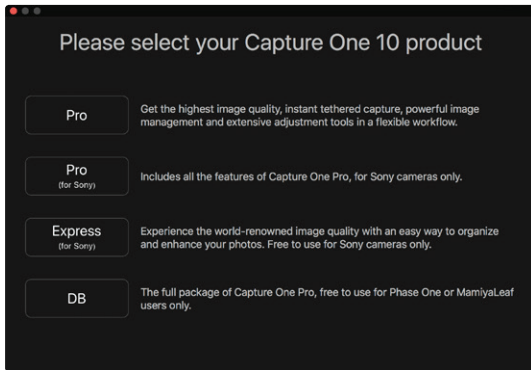 Please select your Capture One 10 product
Pro
Get the highest image quality, instant tethered capture, powerful image
management and extensive adjustment tools in a flexible workflow.
Pro
(for Sony)
Includes all the features of Capture One Pro, for Sony cameras only.
Express
(for Sony)
Experience the world-renowned image quality with an easy way to organize
and enhance your photos. Free to use for Sony cameras only.
DB
The full package of Capture One Pro, free to use for Phase One or MamiyaLeaf
users only.